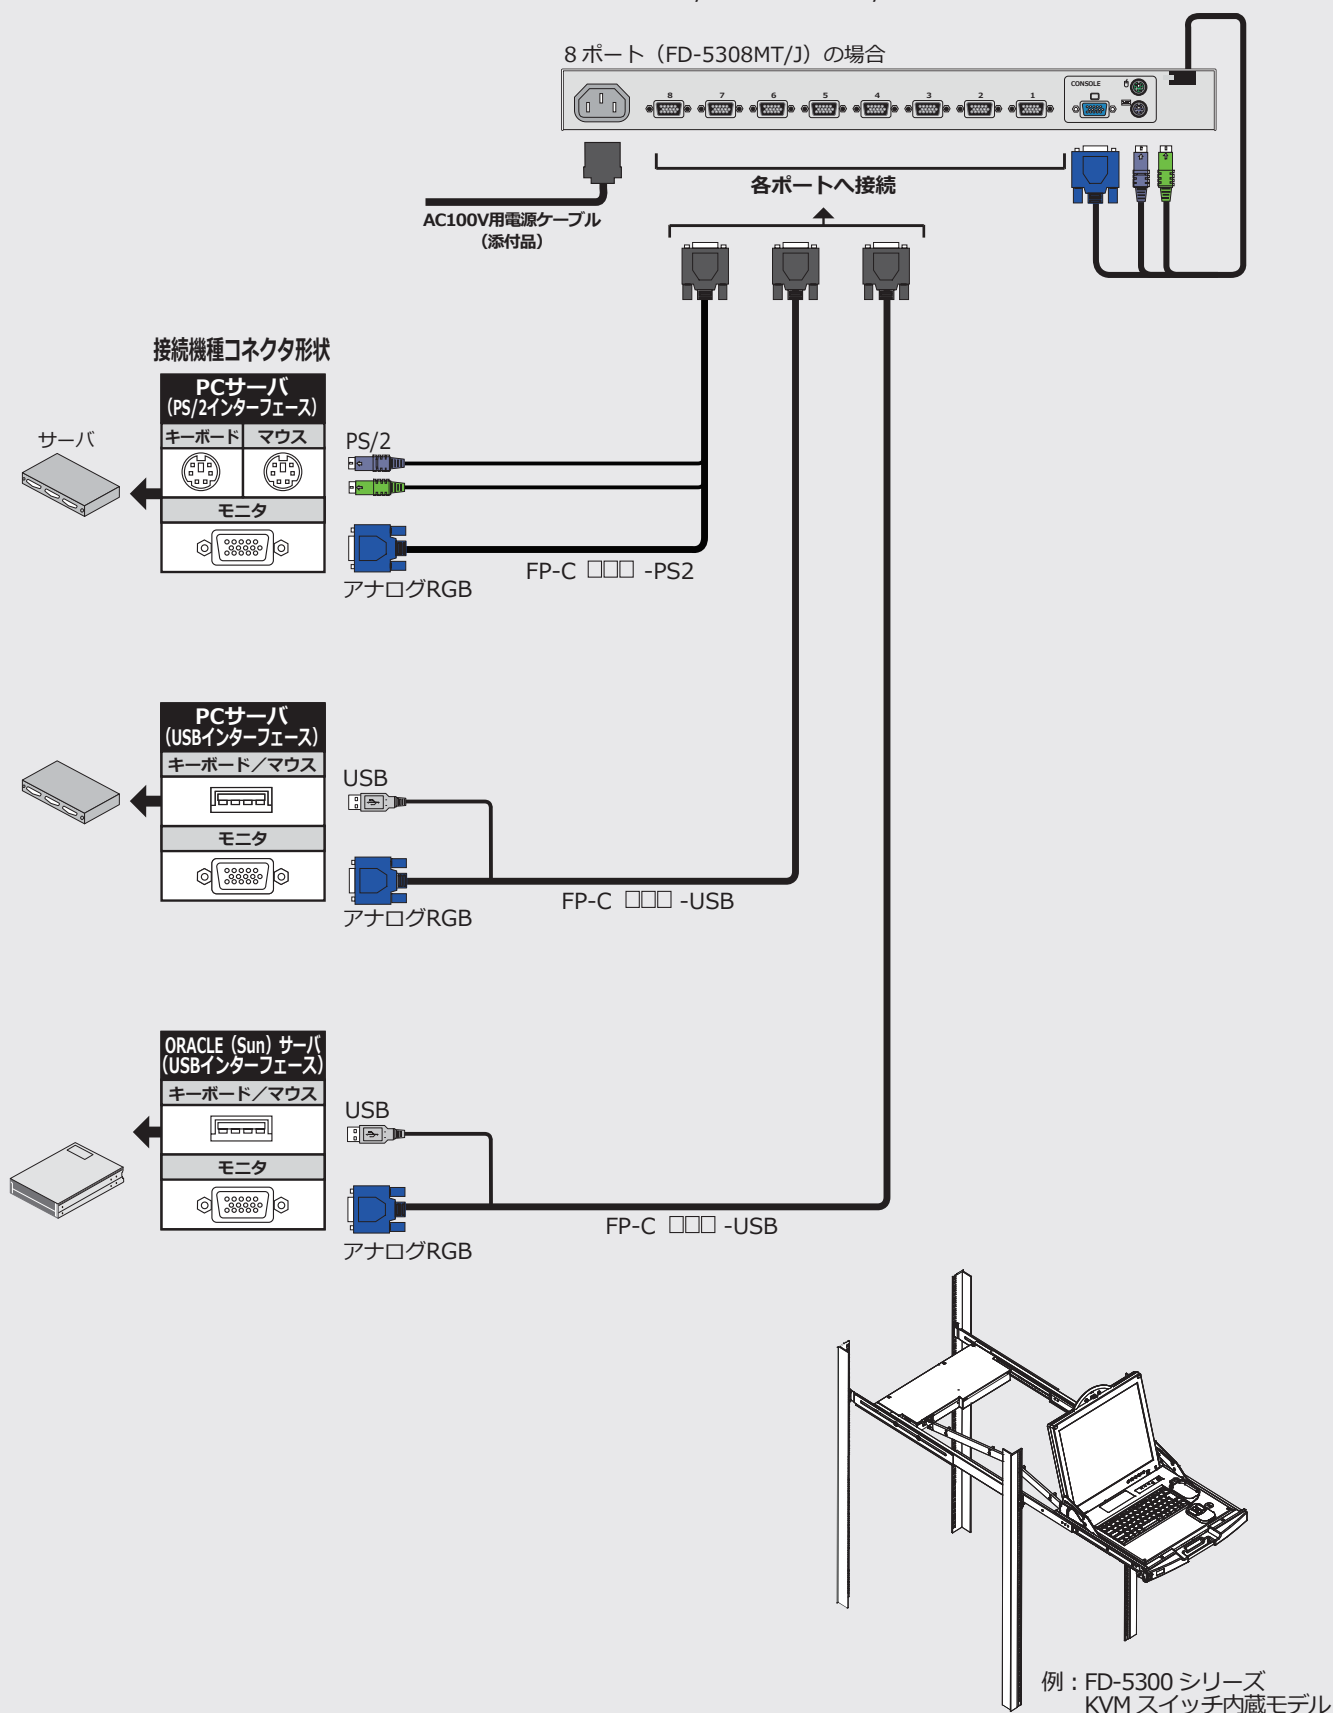 8 ポート（FD-5308MT/J）の場合
CONSOLE
8 7 6 5 4 3 2 1
各ポートへ接続
AC100V用電源ケーブル
（添付品）
接続機種コネクタ形状
PCサーバ
（PS/2インターフェース）
サーバ
キーボード マウス
PS/2
モニタ
FP-C □□□ -PS2
アナログRGB
PCサーバ
（USBインターフェース）
キーボード／マウス
USB
モニタ
FP-C □□□ -USB
アナログRGB
ORACLE（Sun）サーバ
（USBインターフェース）
キーボード／マウス
USB
モニタ
FP-C □□□ -USB
アナログRGB
例：FD-5300 シリーズ
KVM スイッチ内蔵モデル